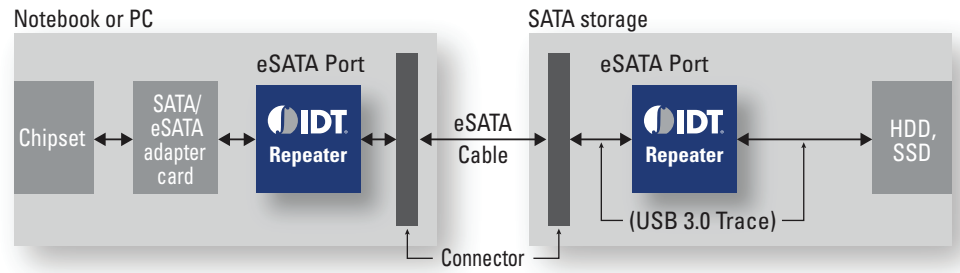 Notebook or PC
SATA storage
eSATA Port
eSATA Port
Chipset
SATA/
eSATA
adapter
card
IDT.
Repeater
eSATA
Cable
IDT.
Repeater
HDD,
SSD
(USB 3.0 Trace)
Connector